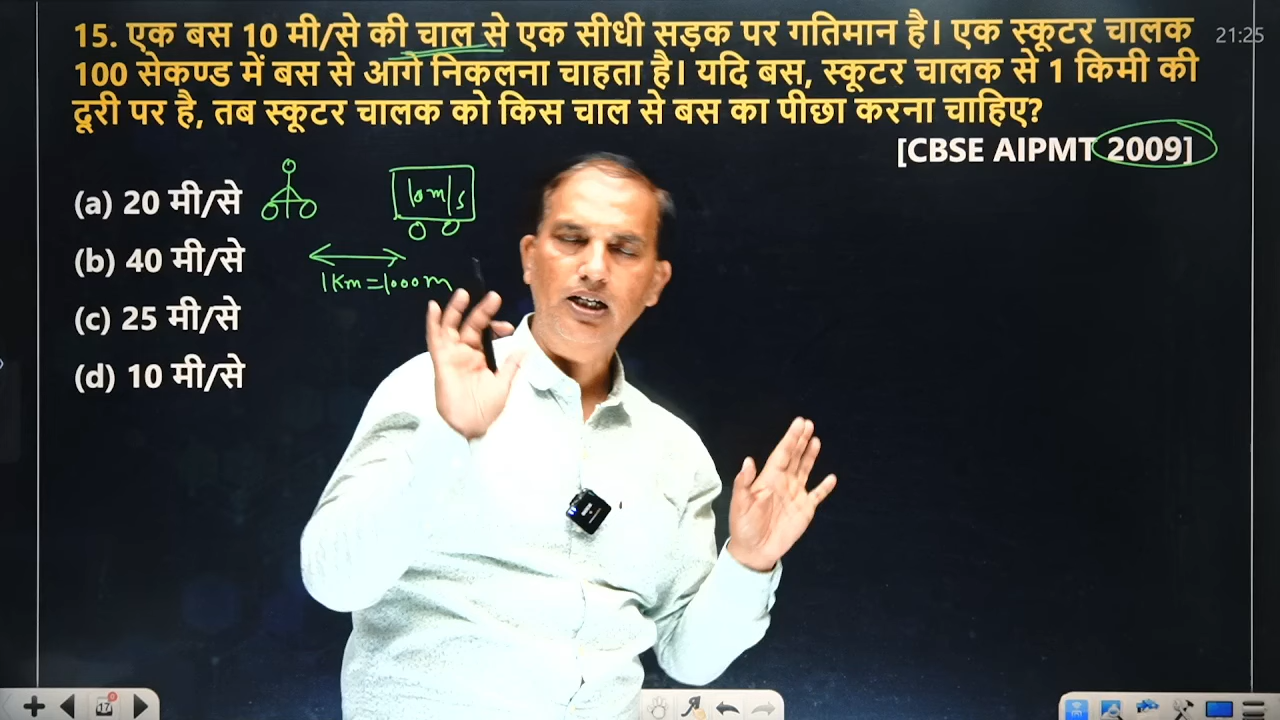 15. एक बस 10 मी/से की चाल से एक सीधी सड़क पर गतिमान है। एक स्कूटर चालक
21:25
100 सेकण्ड में बस से आगे निकलना चाहता है। यदि बस, स्कूटर चालक से 1 किमी की
दूरी पर है, तब स्कूटर चालक को किस चाल से बस का पीछा करना चाहिए?
[CBSE AIPMT 2009]
(a) 20 मी/से
10m/s
(b) 40 मी/से
1Km=1000m
(c) 25 मी/से
(d) 10 मी/से
17